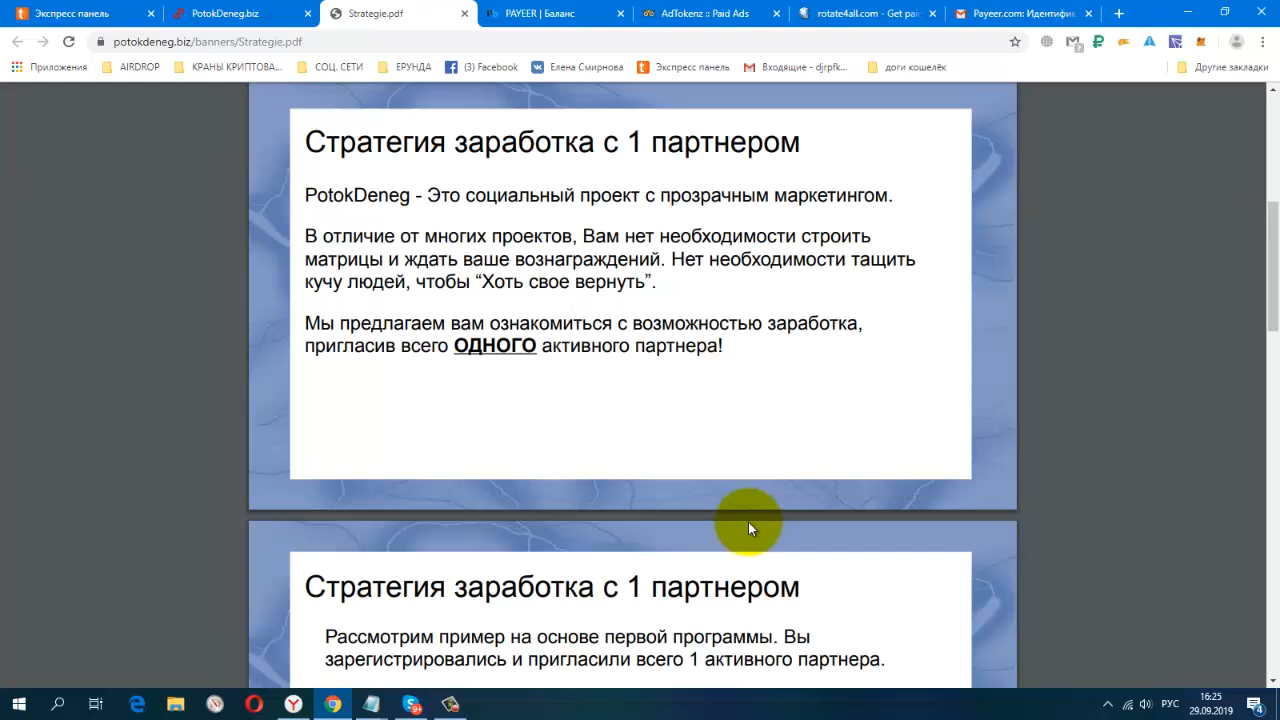 Экспресс панель
PotokDeneg.biz
Strategie.pdf
PAYEER | Баланс
AdTokenz :: Paid Ads
rotate4all.com - Get paid
Payeer.com: Идентифик
potokdeneg.biz/banners/Strategie.pdf
Приложения
AIRDROP
КРАНЫ КРИПТОВА...
СОЦ. СЕТИ
ЕРУНДА
(3) Facebook
Елена Смирнова
Экспресс панель
Входящие - djrpfk...
доги кошелёк
Другие закладки
Стратегия заработка с 1 партнером
PotokDeneg - Это социальный проект с прозрачным маркетингом.
В отличие от многих проектов, Вам нет необходимости строить
матрицы и ждать ваше вознаграждений. Нет необходимости тащить
кучу людей, чтобы “Хоть свое вернуть”.
Мы предлагаем вам ознакомиться с возможностью заработка,
пригласив всего ОДНОГО активного партнера!
Стратегия заработка с 1 партнером
Рассмотрим пример на основе первой программы. Вы
зарегистрировались и пригласили всего 1 активного партнера.
РУС
16:25
29.09.2019